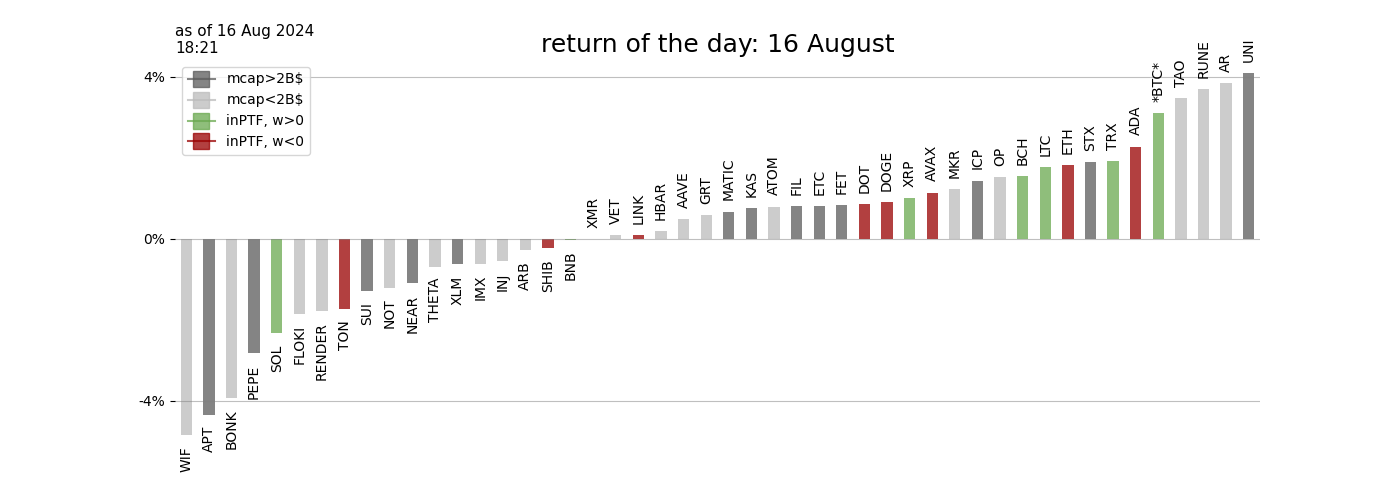 as of 16 Aug 2024
18:21
return of the day: 16 August
mcap>2B$
mcap<2B$
inPTF, w>0
inPTF, w<0
4%
0%
-4%
WIF
APT
BONK
PEPE
SOL
FLOKI
RENDER
TON
SUI
NOT
NEAR
THETA
XLM
IMX
INJ
ARB
SHIB
BNB
XMR
VET
LINK
HBAR
AAVE
GRT
MATIC
KAS
ATOM
FIL
ETC
FET
DOT
DOGE
XRP
AVAX
MKR
ICP
OP
BCH
LTC
ETH
STX
TRX
ADA
*BTC*
TAO
RUNE
AR
UNI